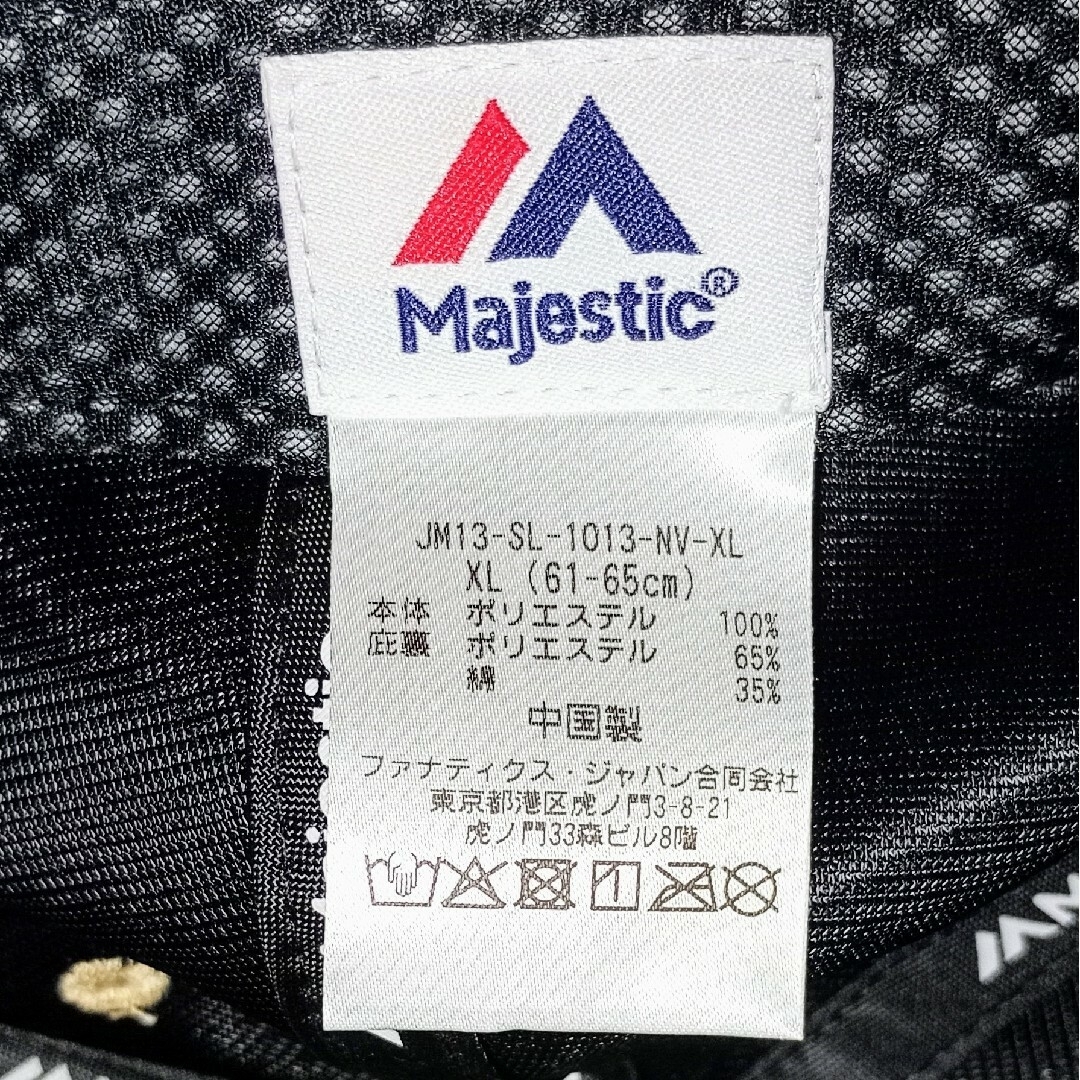 Majestic®
JM13-SL-1013-NV-XL
XL (61-65cm)
本体 ポリエステル 100%
庇裏 ポリエステル 65%
綿 35%
中国製
ファナティクス・ジャパン合同会社
東京都港区虎ノ門3-8-21
虎ノ門33森ビル8階